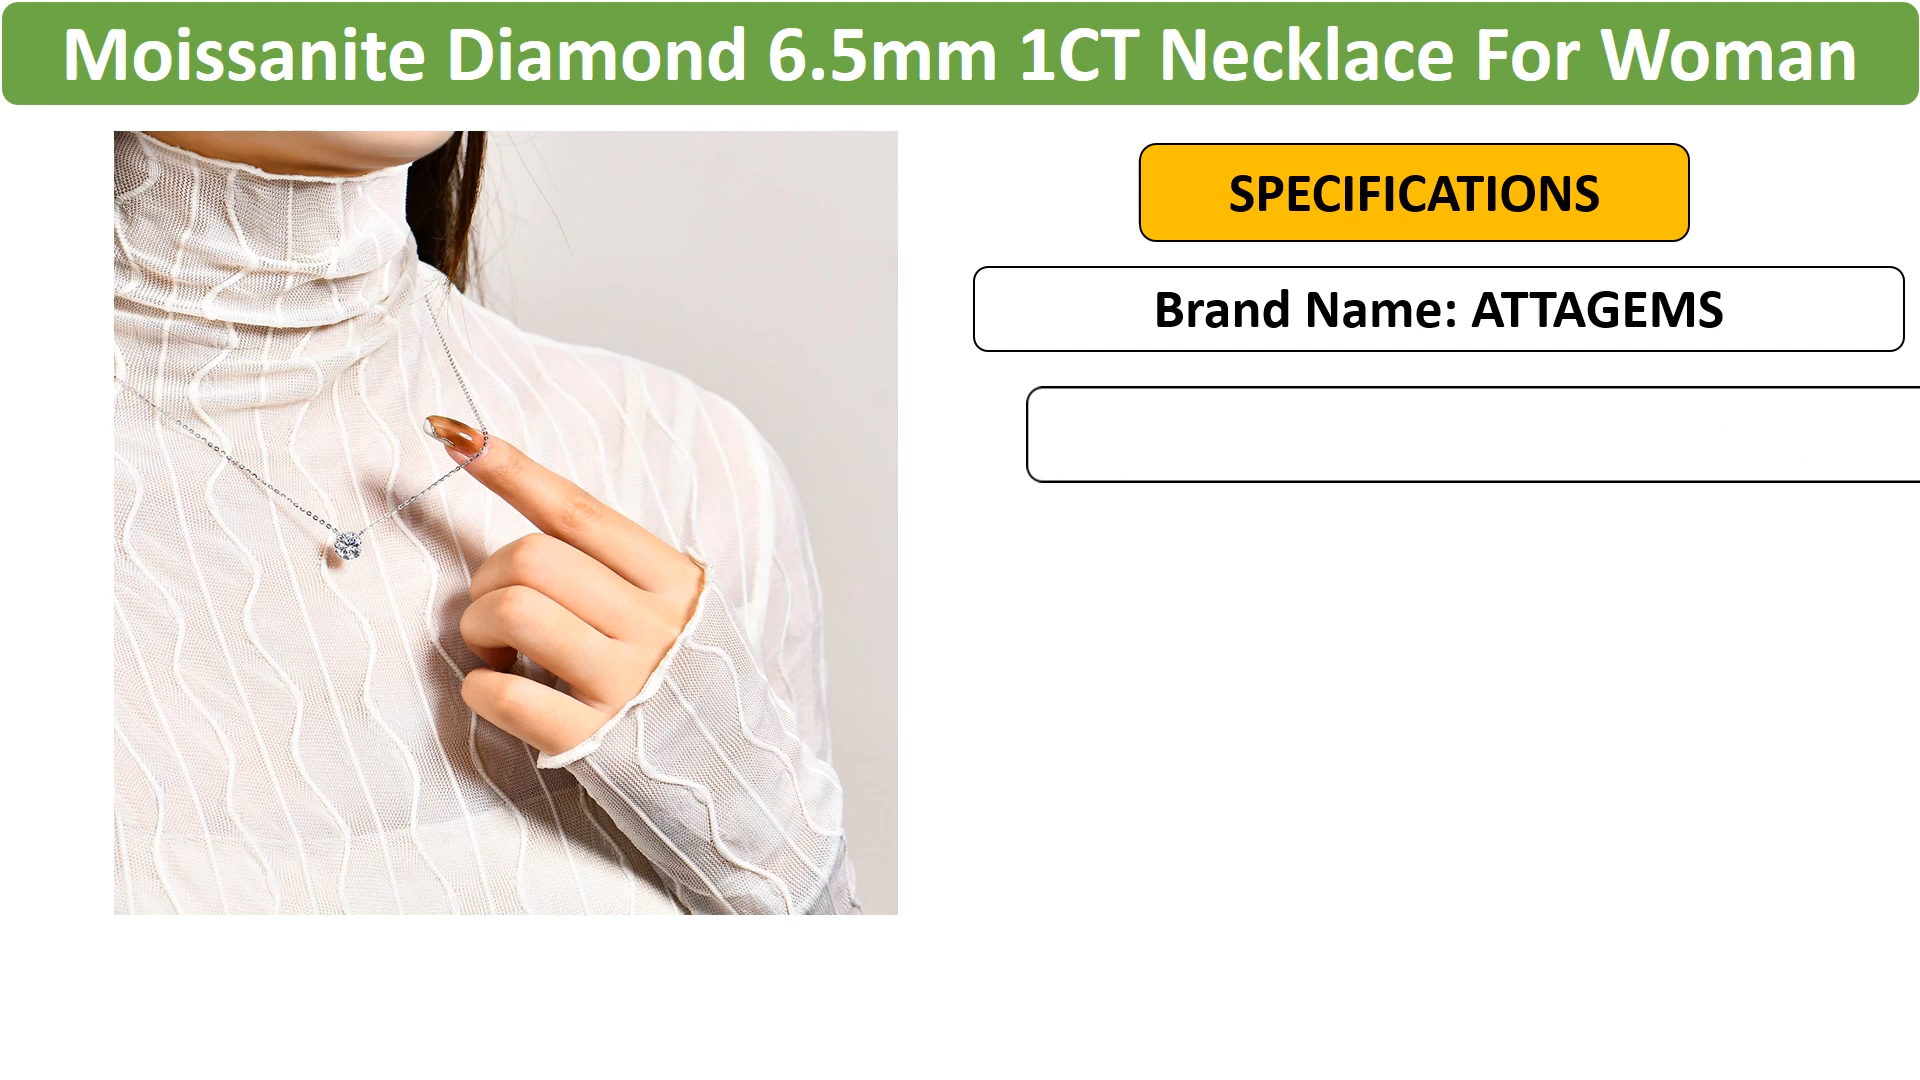 Moissanite Diamond 6.5mm 1CT Necklace For Woman
SPECIFICATIONS
Brand Name: ATTAGEMS